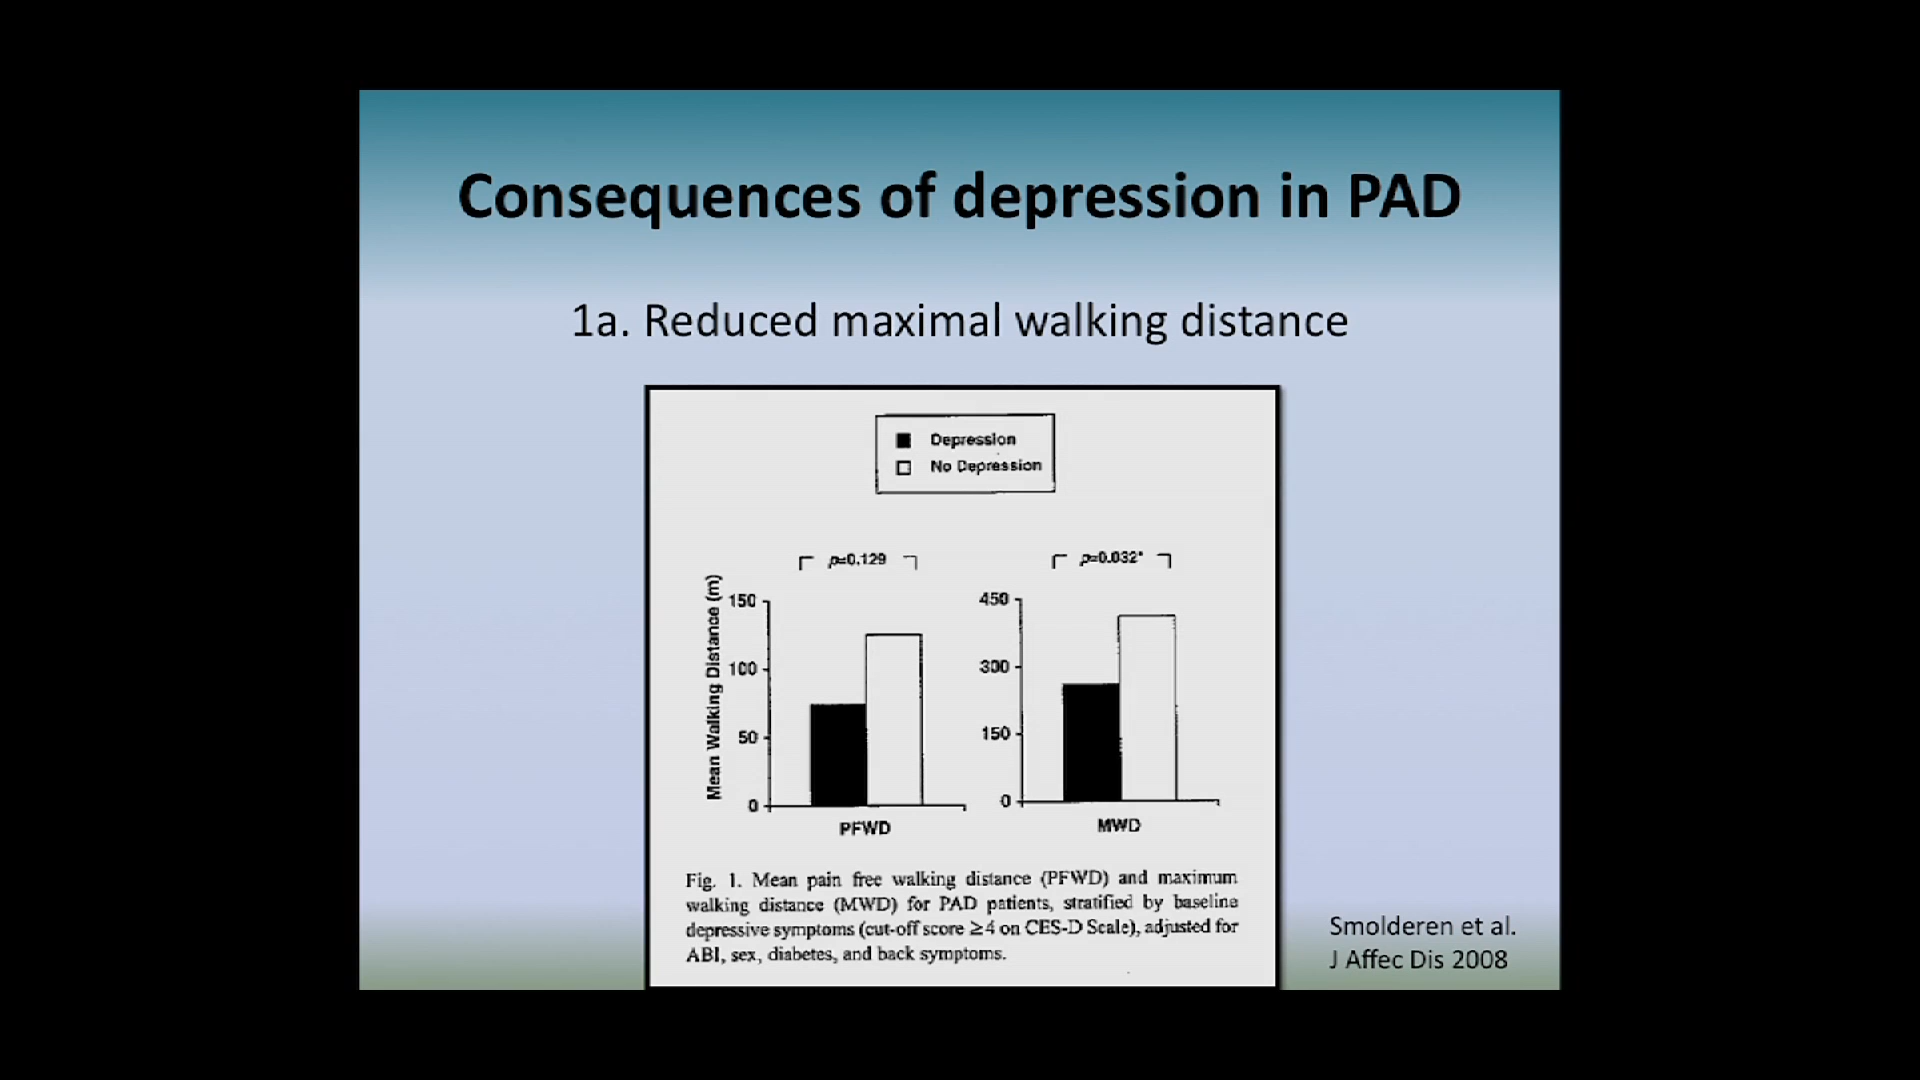 Consequences of depression in PAD
1a. Reduced maximal walking distance
Depression
No Depression
p=0.129
p=0.032*
Mean Walking Distance (m)
150
100
50
0
PFWD
450
300
150
0
MWD
Fig. 1. Mean pain free walking distance (PFWD) and maximum
walking distance (MWD) for PAD patients, stratified by baseline
depressive symptoms (cut-off score ≥4 on CES-D Scale), adjusted for
ABI, sex, diabetes, and back symptoms.
Smolderen et al.
J Affec Dis 2008